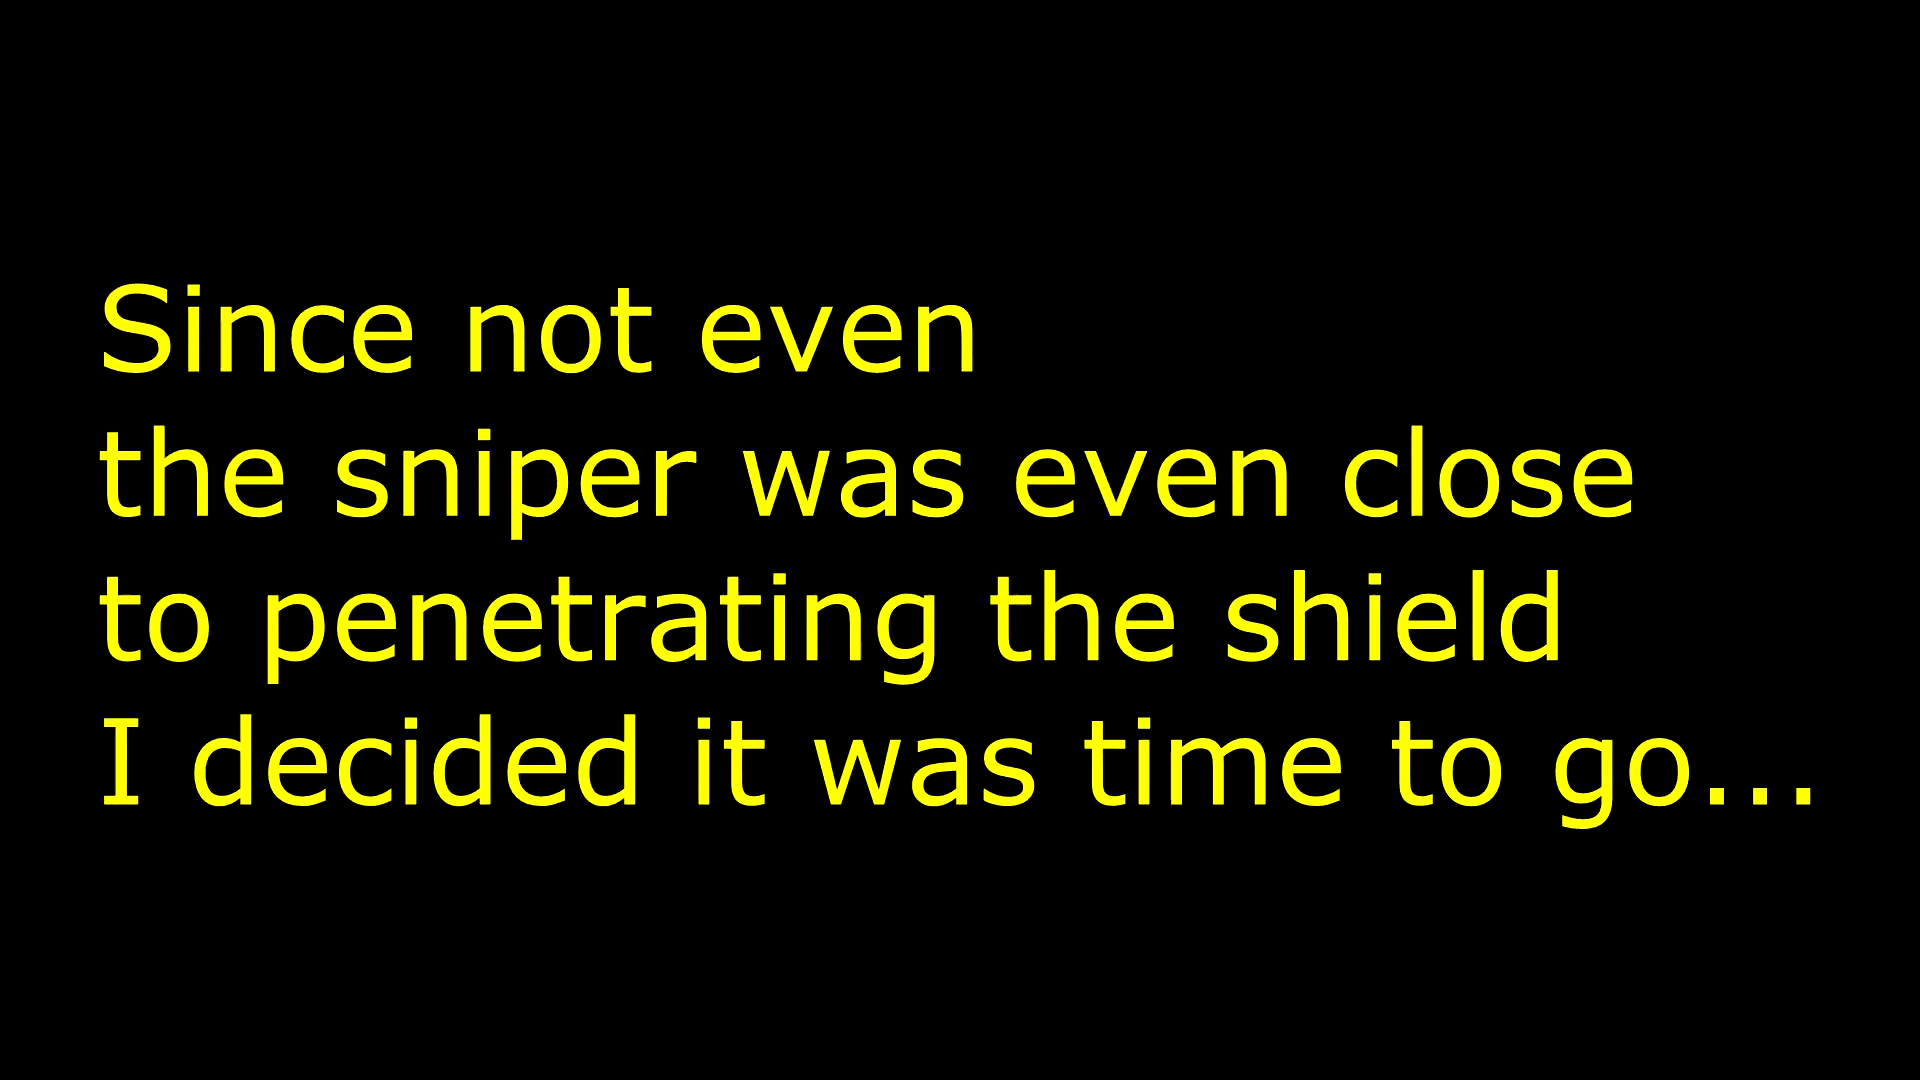 Since not even
the sniper was even close
to penetrating the shield
I decided it was time to go...